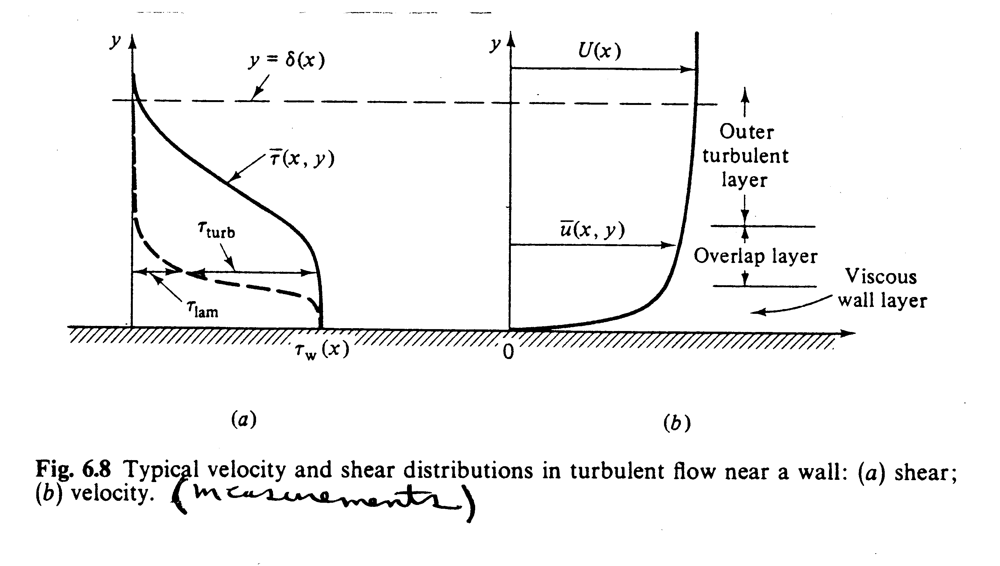 y
y = δ(x)
τ̅(x, y)
τturb
τlam
τw(x)
(a)
y
U(x)
u̅(x, y)
0
Outer
turbulent
layer
Overlap layer
Viscous
wall layer
(b)
Fig. 6.8 Typical velocity and shear distributions in turbulent flow near a wall: (a) shear;
(b) velocity. (measurements)